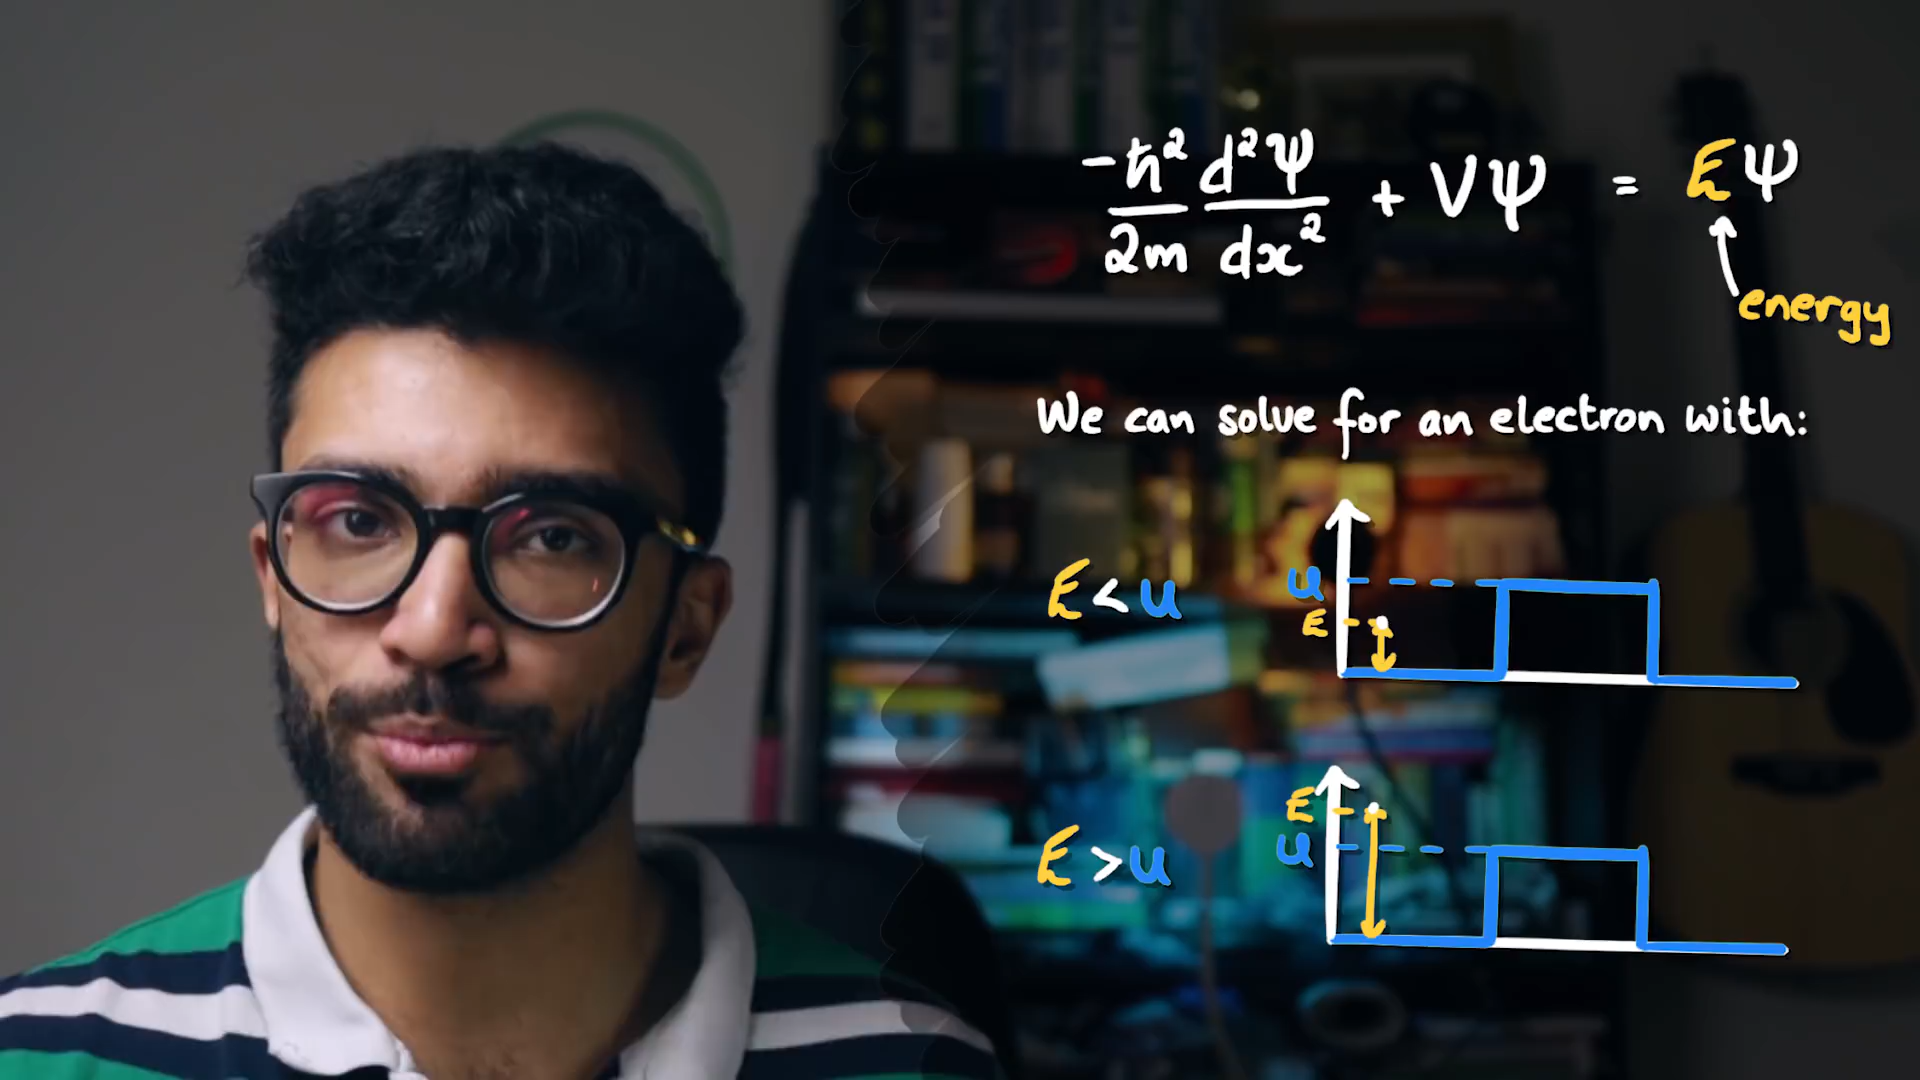 -ħ² d²ψ + Vψ = Eψ
2m dx²
energy
We can solve for an electron with:
E < u
u
E
E > u
E
u